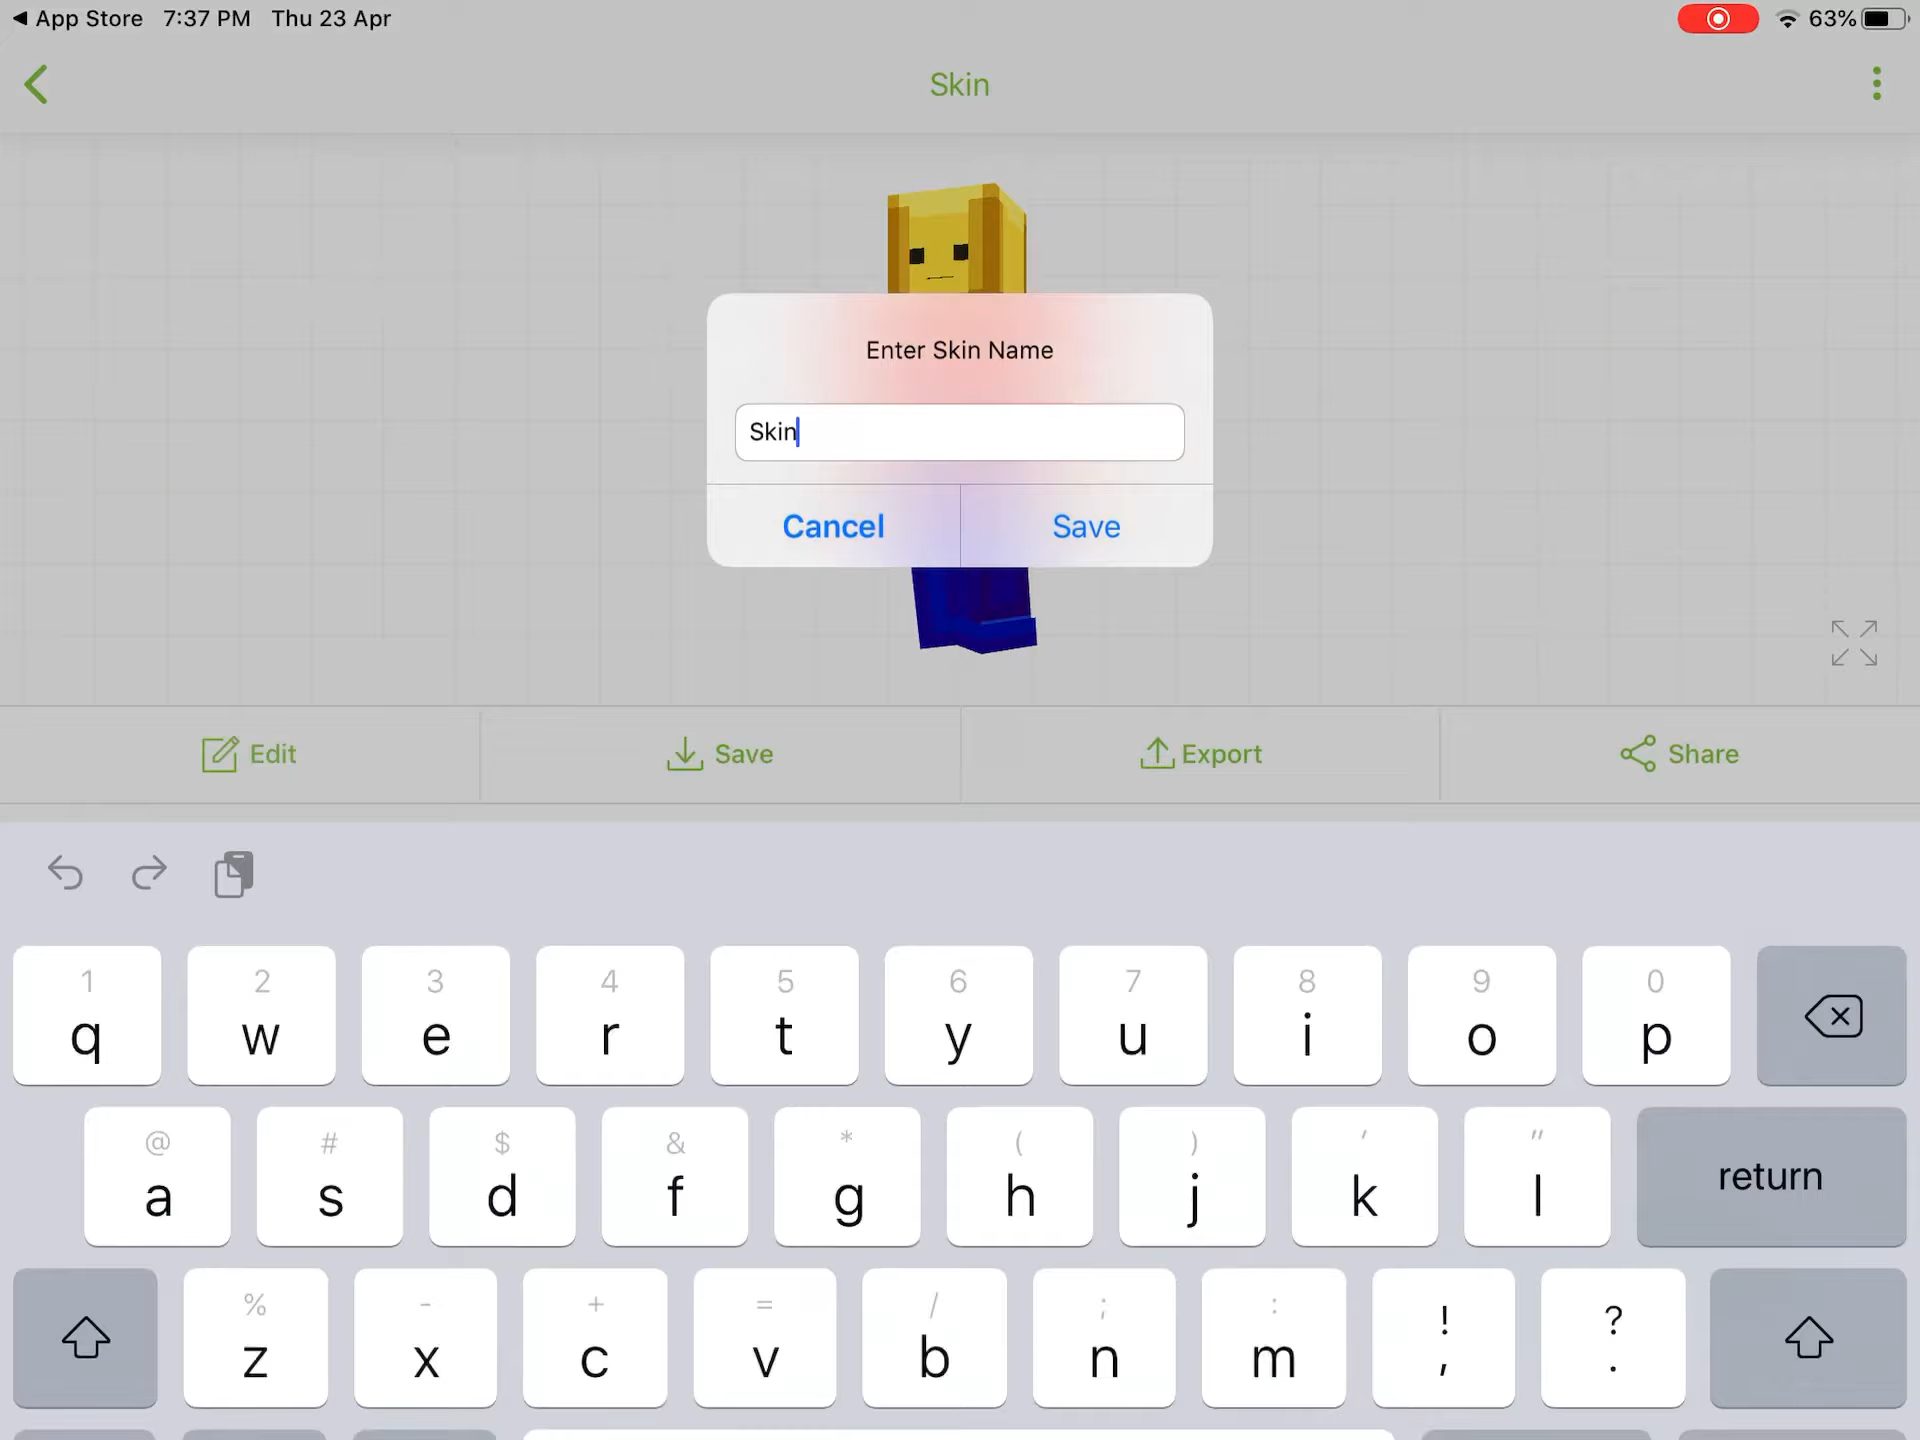 App Store 7:37 PM Thu 23 Apr 63%
Skin
Enter Skin Name
Skin
Cancel Save
Edit Save Export Share
1 2 3 4 5 6 7 8 9 0
q w e r t y u i o p
@ # $ & * ( ) ' "
a s d f g h j k l return
% - + = / ; : ! ?
z x c v b n m , .